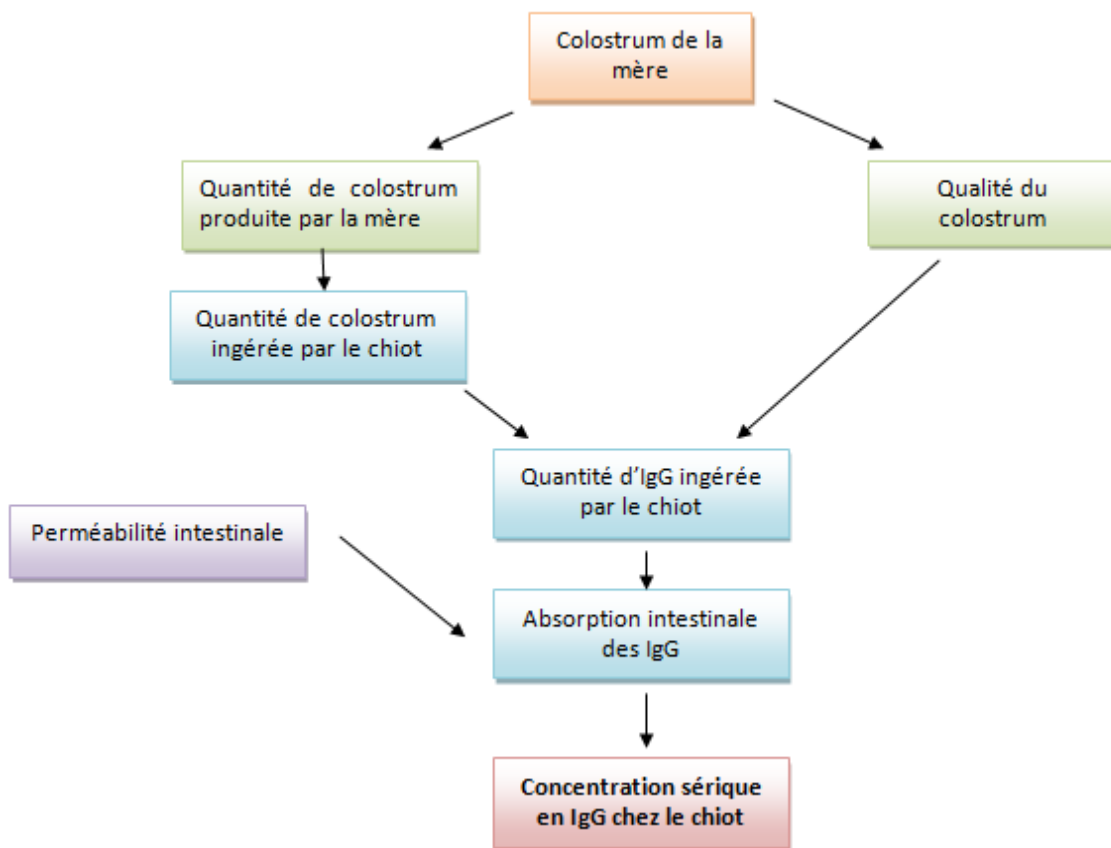 Colostrum de la
mère
Quantité de colostrum
produite par la mère
Qualité du
colostrum
Quantité de colostrum
ingérée par le chiot
Quantité d'IgG ingérée
par le chiot
Perméabilité intestinale
Absorption intestinale
des IgG
Concentration sérique
en IgG chez le chiot